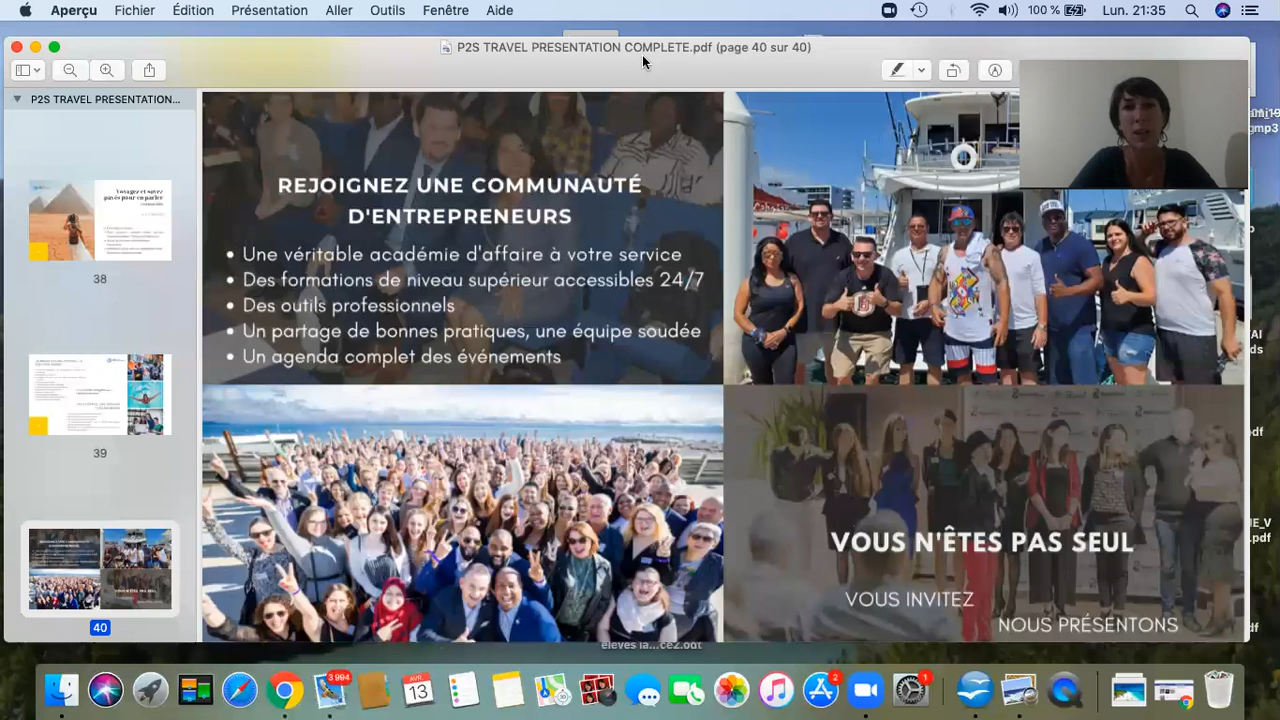 Aperçu Fichier Édition Présentation Aller Outils Fenêtre Aide
100 % Lun. 21:35
P2S TRAVEL PRESENTATION COMPLETE.pdf (page 40 sur 40)
P2S TRAVEL PRESENTATION...
38
39
40
REJOIGNEZ UNE COMMUNAUTÉ
D'ENTREPRENEURS
• Une véritable académie d'affaire à votre service
• Des formations de niveau supérieur accessibles 24/7
• Des outils professionnels
• Un partage de bonnes pratiques, une équipe soudée
• Un agenda complet des événements
VOUS N'ÊTES PAS SEUL
VOUS INVITEZ
NOUS PRÉSENTONS
3 994
AVR
13
2
1